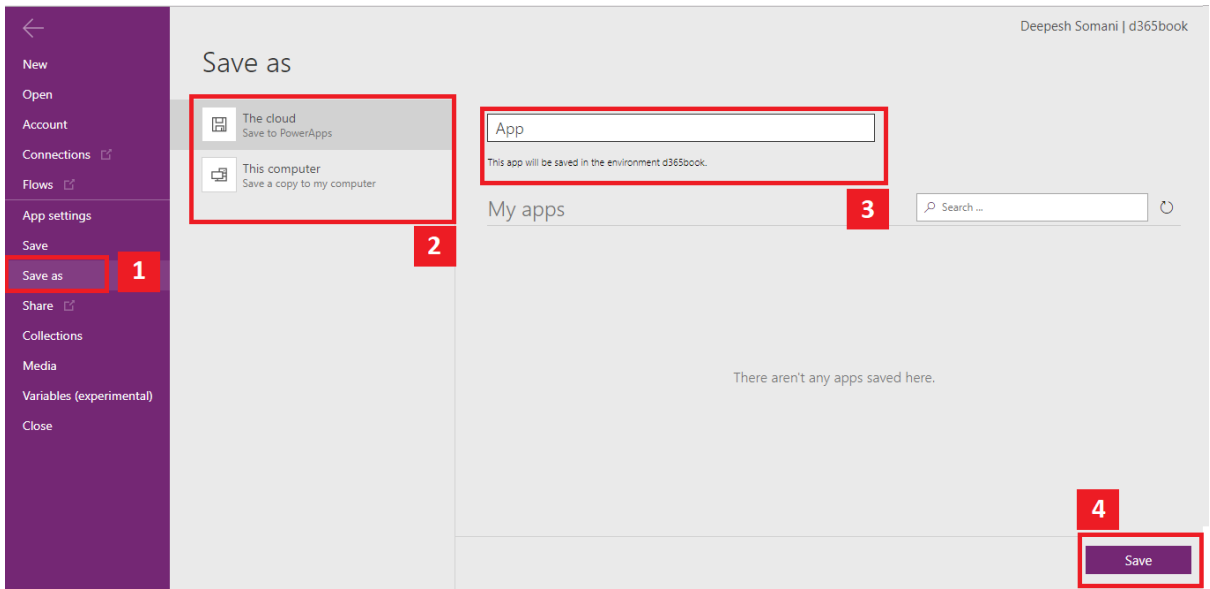 Deepesh Somani | d365book
New
Open
Account
Connections
Flows
App settings
Save
Save as
1
Share
Collections
Media
Variables (experimental)
Close
Save as
The cloud
Save to PowerApps
This computer
Save a copy to my computer
2
App
This app will be saved in the environment d365book.
3
My apps
Search ...
There aren't any apps saved here.
4
Save